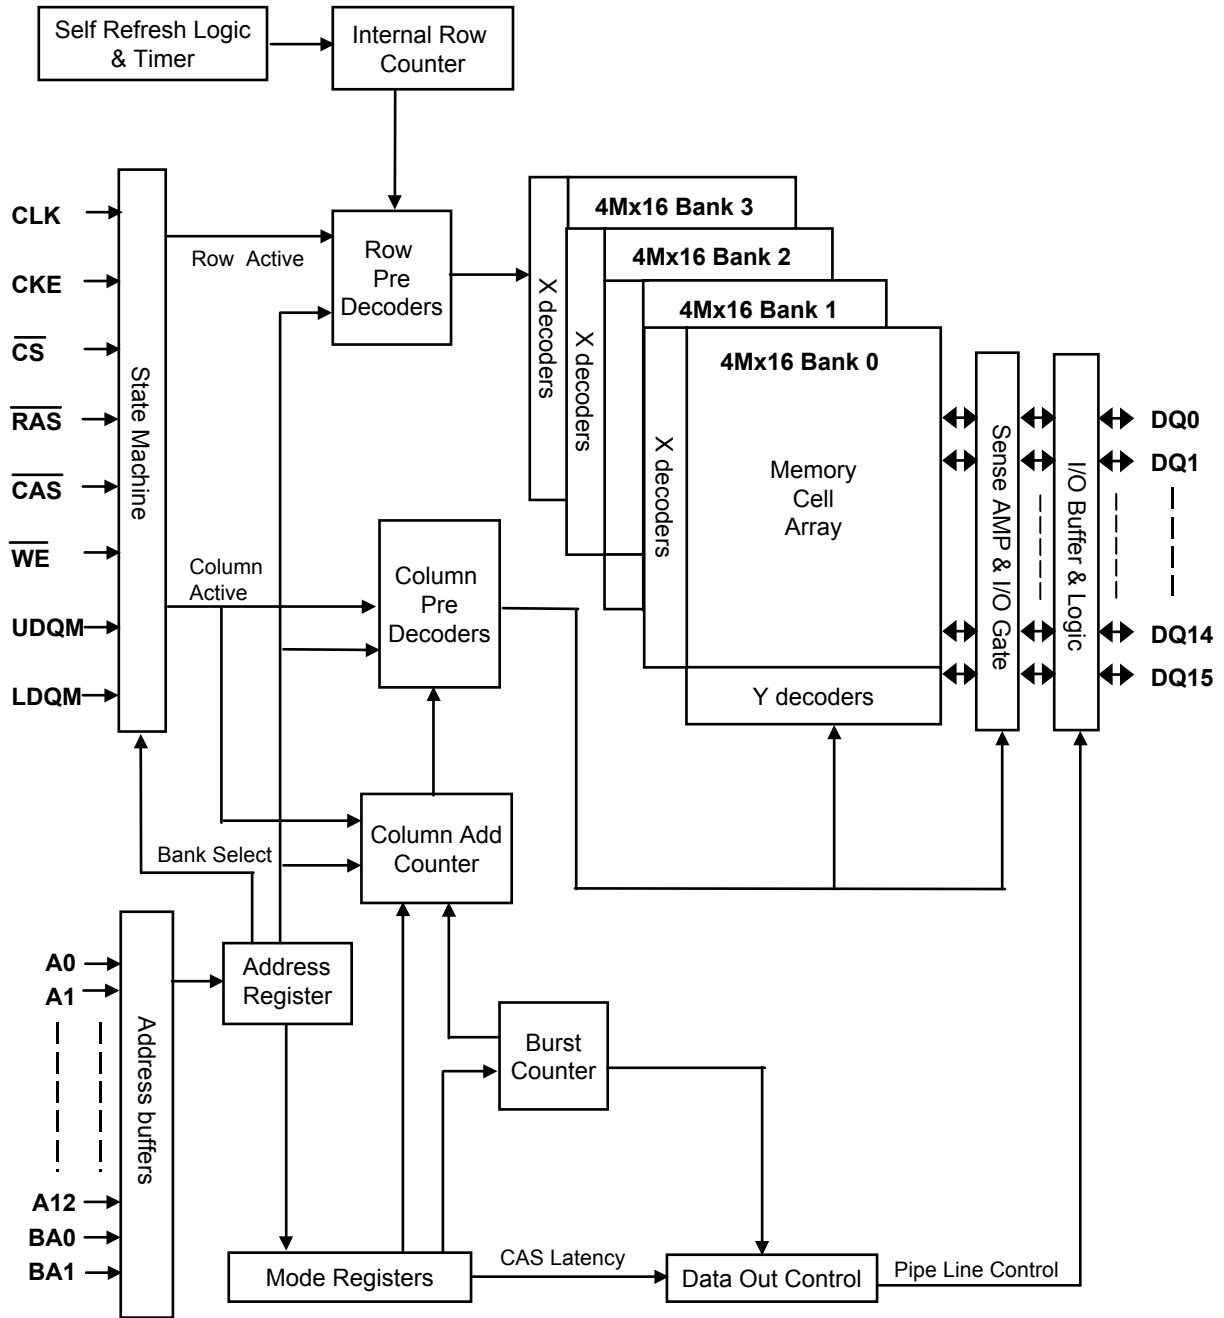 Self Refresh Logic
& Timer
Internal Row
Counter
CLK
CKE
CS
RAS
CAS
WE
UDQM
LDQM
State Machine
Row Active
Row
Pre
Decoders
Column
Active
Column
Pre
Decoders
X decoders
4Mx16 Bank 3
X decoders
4Mx16 Bank 2
4Mx16 Bank 1
X decoders
4Mx16 Bank 0
Memory
Cell
Array
Y decoders
Sense AMP & I/O Gate
I/O Buffer & Logic
DQ0
DQ1
DQ14
DQ15
Bank Select
Column Add
Counter
A0
A1
A12
BA0
BA1
Address buffers
Address
Register
Burst
Counter
Mode Registers
CAS Latency
Data Out Control
Pipe Line Control